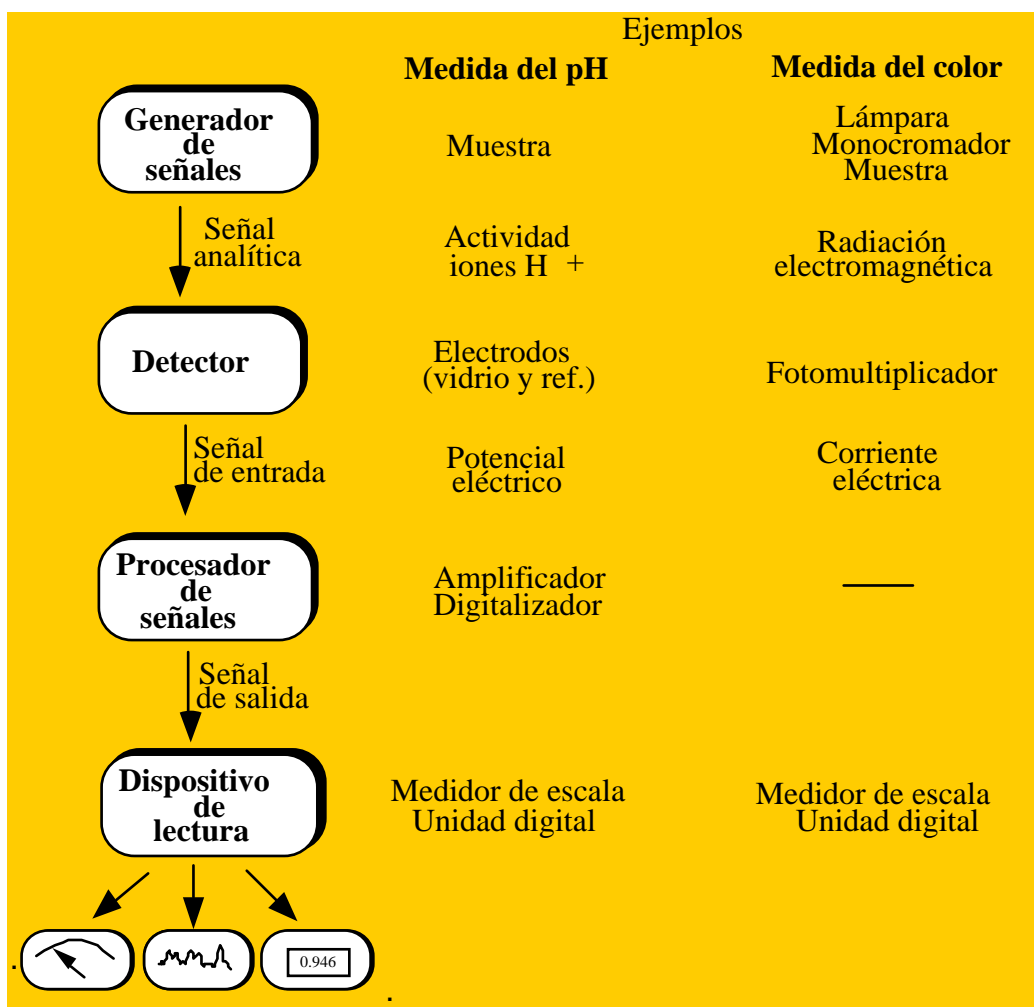 Ejemplos
Medida del pH
Medida del color
Generador
de
señales
Muestra
Lámpara
Monocromador
Muestra
Señal
analítica
Actividad
iones H +
Radiación
electromagnética
Detector
Electrodos
(vidrio y ref.)
Fotomultiplicador
Señal
de entrada
Potencial
eléctrico
Corriente
eléctrica
Procesador
de
señales
Amplificador
Digitalizador
Señal
de salida
Dispositivo
de
lectura
Medidor de escala
Unidad digital
Medidor de escala
Unidad digital
0.946